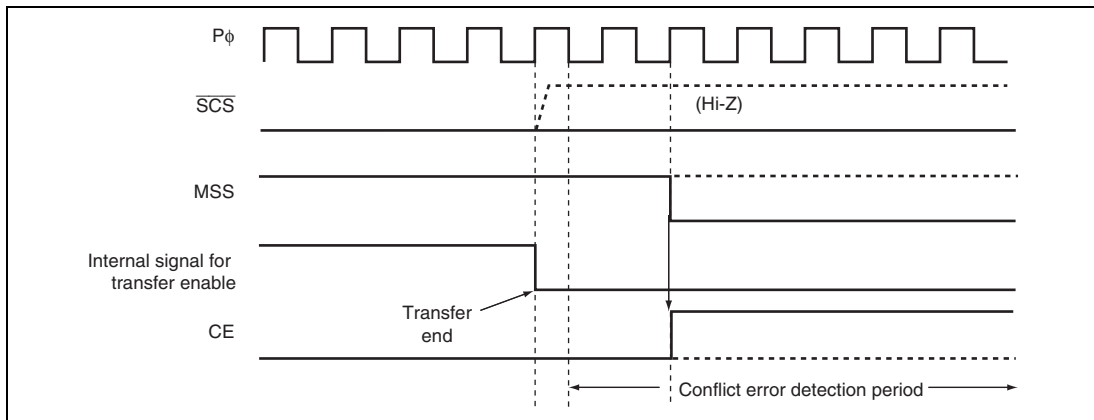 Pϕ
SCS
(Hi-Z)
MSS
Internal signal for
transfer enable
Transfer
end
CE
Conflict error detection period